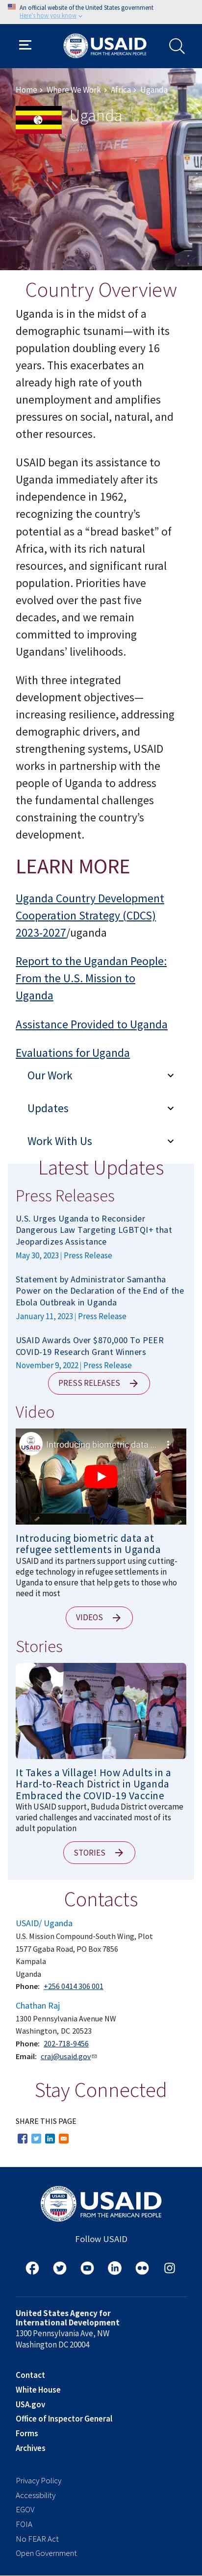 An official website of the United States government
Here's how you know
USAID
FROM THE AMERICAN PEOPLE
Home › Where We Work › Africa › Uganda
Uganda
Country Overview
Uganda is in the midst of a
demographic tsunami—with its
population doubling every 16
years. This exacerbates an
already high rate of youth
unemployment and amplifies
pressures on social, natural, and
other resources.
USAID began its assistance to
Uganda immediately after its
independence in 1962,
recognizing the country's
potential as a “bread basket” of
Africa, with its rich natural
resources, and significant rural
population. Priorities have
evolved over the past five
decades, and we remain
committed to improving
Ugandans’ livelihoods.
With three integrated
development objectives—
increasing resilience, addressing
demographic drivers, and
strengthening systems, USAID
works in partnership with the
people of Uganda to address
the fundamental challenges
constraining the country’s
development.
LEARN MORE
Uganda Country Development
Cooperation Strategy (CDCS)
2023-2027/uganda
Report to the Ugandan People:
From the U.S. Mission to
Uganda
Assistance Provided to Uganda
Evaluations for Uganda
Our Work
Updates
Work With Us
Latest Updates
Press Releases
U.S. Urges Uganda to Reconsider
Dangerous Law Targeting LGBTQI+ that
Jeopardizes Assistance
May 30, 2023 | Press Release
Statement by Administrator Samantha
Power on the Declaration of the End of the
Ebola Outbreak in Uganda
January 11, 2023 | Press Release
USAID Awards Over $870,000 To PEER
COVID-19 Research Grant Winners
November 9, 2022 | Press Release
PRESS RELEASES
Video
USAID
Introducing biometric data ...
Introducing biometric data at
refugee settlements in Uganda
USAID and its partners support using cutting-
edge technology in refugee settlements in
Uganda to ensure that help gets to those who
need it most
VIDEOS
Stories
It Takes a Village! How Adults in a
Hard-to-Reach District in Uganda
Embraced the COVID-19 Vaccine
With USAID support, Bududa District overcame
varied challenges and vaccinated most of its
adult population
STORIES
Contacts
USAID/ Uganda
U.S. Mission Compound-South Wing, Plot
1577 Ggaba Road, PO Box 7856
Kampala
Uganda
Phone: +256 0414 306 001
Chathan Raj
1300 Pennsylvania Avenue NW
Washington, DC 20523
Phone: 202-718-9456
Email: craj@usaid.gov
Stay Connected
SHARE THIS PAGE
USAID
FROM THE AMERICAN PEOPLE
Follow USAID
United States Agency for
International Development
1300 Pennsylvania Ave, NW
Washington DC 20004
Contact
White House
USA.gov
Office of Inspector General
Forms
Archives
Privacy Policy
Accessibility
EGOV
FOIA
No FEAR Act
Open Government